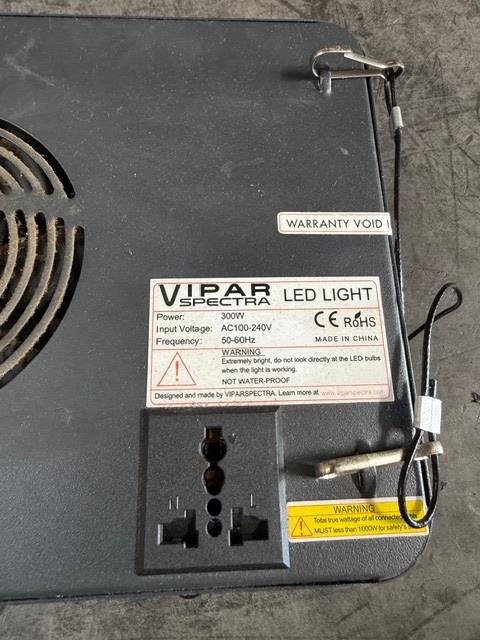 WARRANTY VOID
VIPAR
SPECTRA
LED LIGHT
Power: 300W
Input Voltage: AC100-240V
Frequency: 50-60Hz
CE RoHS
MADE IN CHINA
WARNING
Extremely bright, do not look directly at the LED bulbs
when the light is working.
NOT WATER-PROOF
Designed and made by VIPARSPECTRA. Learn more at www.viparspectra.com
N L
WARNING
Total true wattage of all connected
MUST less than 1000W for safety's